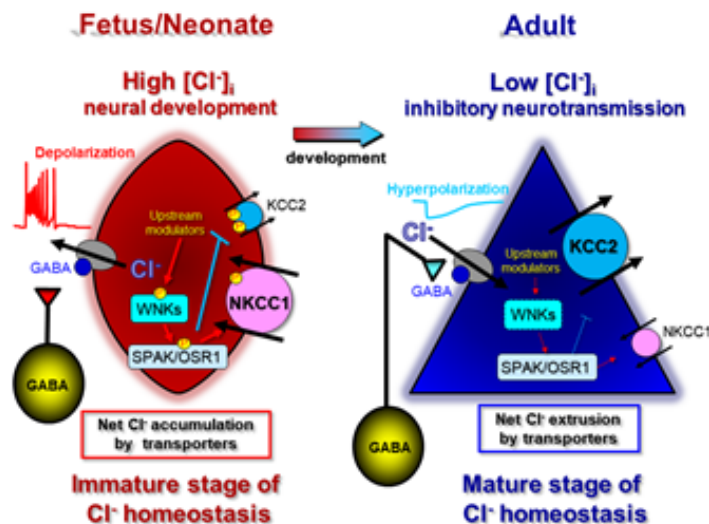 Fetus/Neonate
High [Cl-]i
neural development
Depolarization
Upstream
modulators
KCC2
GABA
Cl-
WNKs
NKCC1
SPAK/OSR1
GABA
Net Cl- accumulation
by transporters
Immature stage of
Cl- homeostasis
development
Adult
Low [Cl-]i
inhibitory neurotransmission
Hyperpolarization
Cl-
KCC2
GABA
Upstream
modulators
WNKs
NKCC1
SPAK/OSR1
GABA
Net Cl- extrusion
by transporters
Mature stage of
Cl- homeostasis